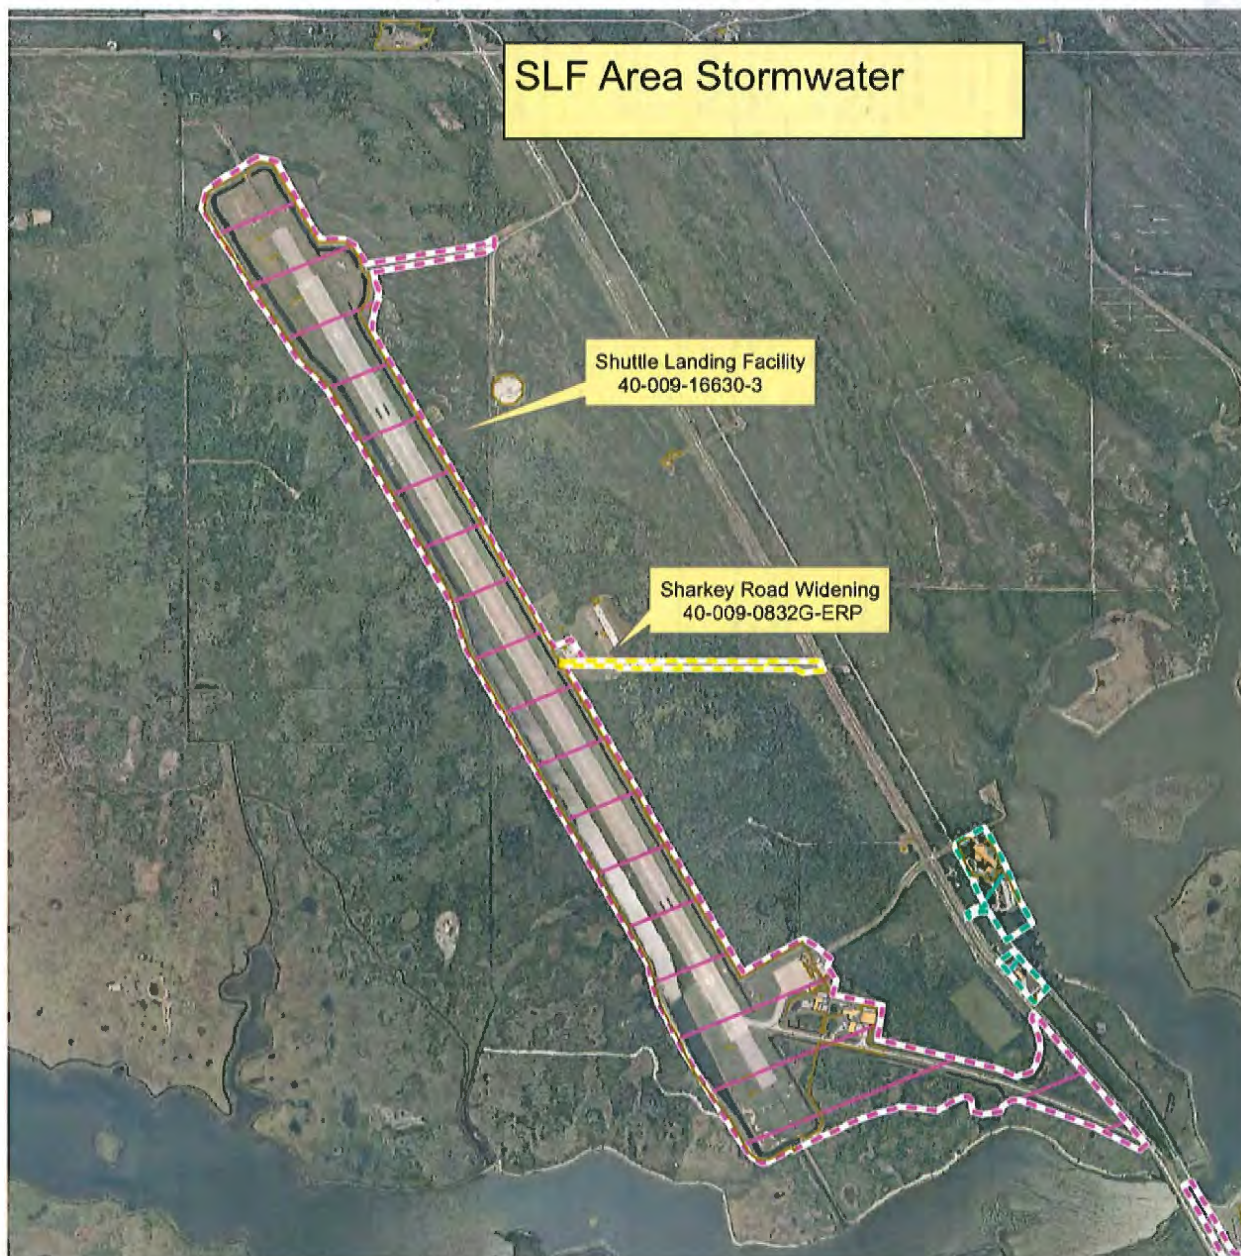 SLF Area Stormwater
Shuttle Landing Facility
40-009-16630-3
Sharkey Road Widening
40-009-0832G-ERP